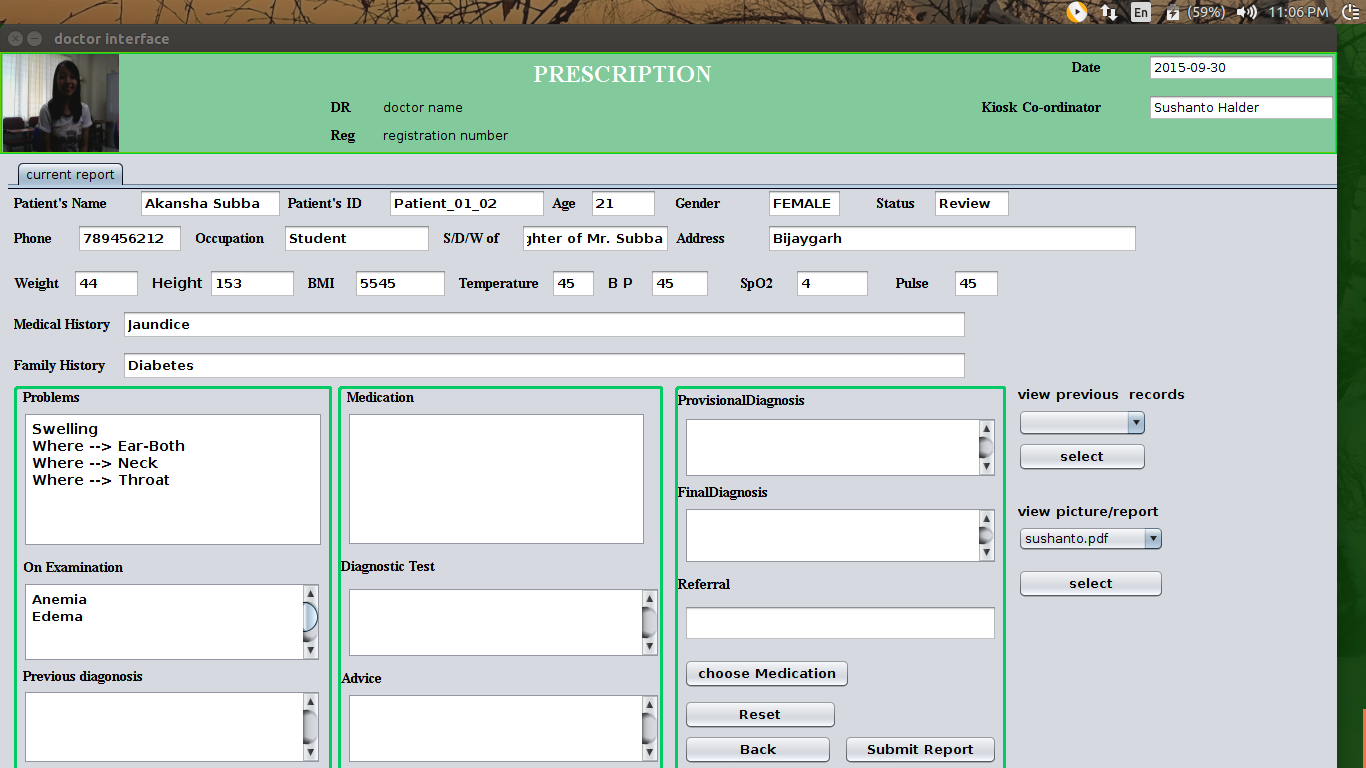 En (59%) 11:06 PM
doctor interface
PRESCRIPTION
Date 2015-09-30
DR doctor name
Kiosk Co-ordinator Sushanto Halder
Reg registration number
current report
Patient's Name Akansha Subba Patient's ID Patient_01_02 Age 21 Gender FEMALE Status Review
Phone 789456212 Occupation Student S/D/W of ghter of Mr. Subba Address Bijaygarh
Weight 44 Height 153 BMI 5545 Temperature 45 B P 45 SpO2 4 Pulse 45
Medical History Jaundice
Family History Diabetes
Problems
Swelling
Where --> Ear-Both
Where --> Neck
Where --> Throat
On Examination
Anemia
Edema
Previous diagonosis
Medication
Diagnostic Test
Advice
ProvisionalDiagnosis
FinalDiagnosis
Referral
choose Medication
Reset
Back Submit Report
view previous records
select
view picture/report
sushanto.pdf
select